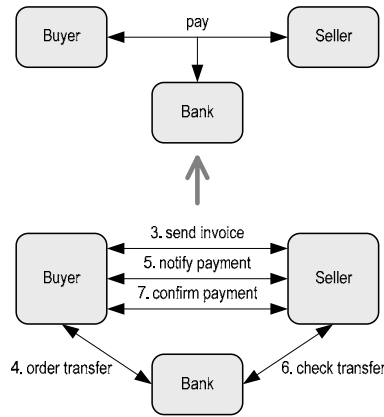 pay
Buyer
Seller
Bank
3. send invoice
Buyer
5. notify payment
Seller
7. confirm payment
4. order transfer
6. check transfer
Bank